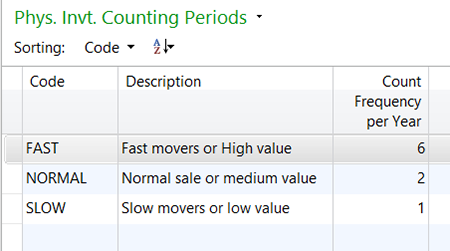 Phys. Invt. Counting Periods
Sorting: Code
Code Description Count Frequency per Year
FAST Fast movers or High value 6
NORMAL Normal sale or medium value 2
SLOW Slow movers or low value 1